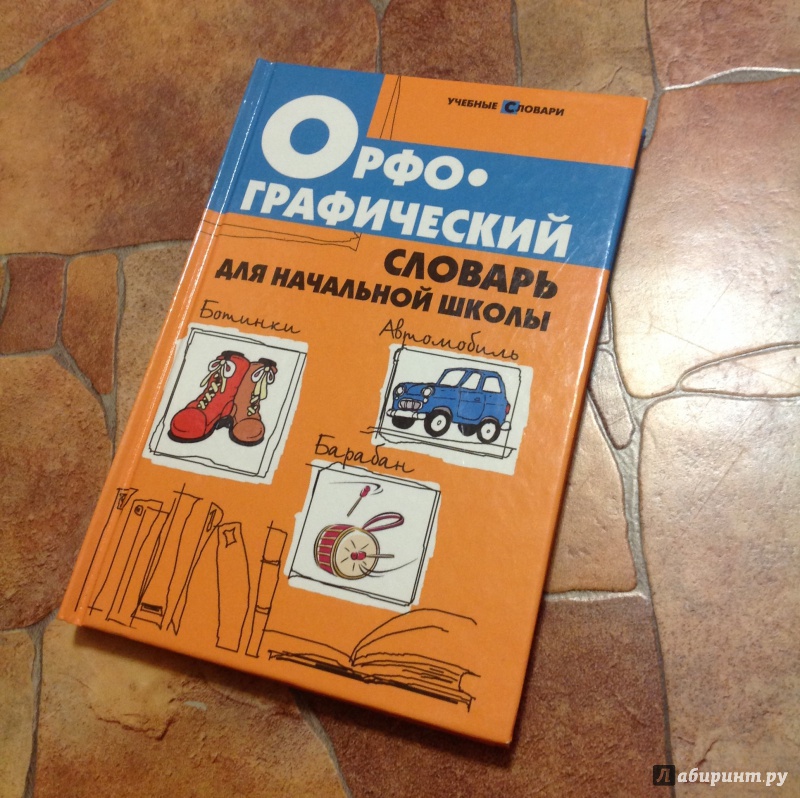 УЧЕБНЫЕ СЛОВАРИ
ОРФО•
ГРАФИЧЕСКИЙ
СЛОВАРЬ
ДЛЯ НАЧАЛЬНОЙ ШКОЛЫ
Ботинки
Автомобиль
Барабан
Лабиринт.ру